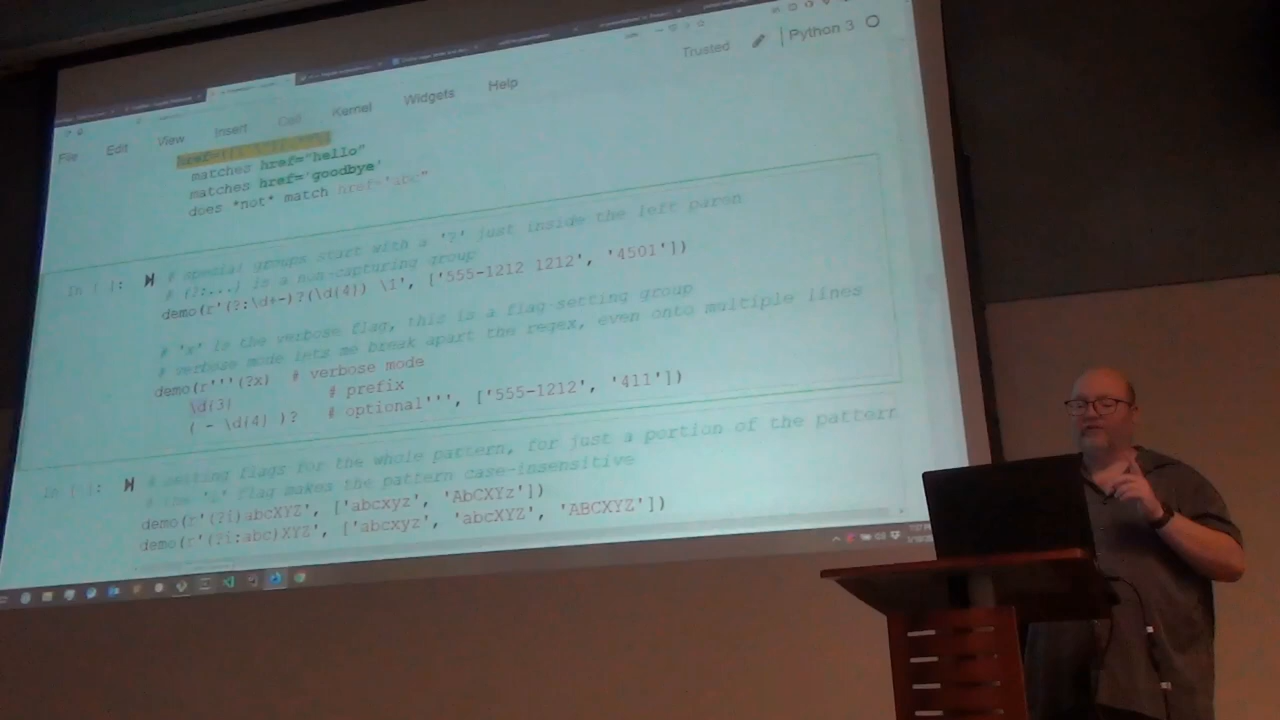 Trusted Python 3
File Edit View Insert Cell Kernel Widgets Help
matches href="hello"
matches href='goodbye'
does *not* match href='abc"
In [ ]: # special groups start with a '?' just inside the left paren
# (?:...) is a non-capturing group
demo(r'(?:\d+-)?(\d{4}) \1', ['555-1212 1212', '4501'])
# 'x' is the verbose flag, this is a flag-setting group
# verbose mode lets me break apart the regex, even onto multiple lines
demo(r'''(?x) # verbose mode
\d{3} # prefix
( - \d{4} )? # optional''', ['555-1212', '411'])
In [ ]: # setting flags for the whole pattern, for just a portion of the pattern
# the 'i' flag makes the pattern case-insensitive
demo(r'(?i)abcXYZ', ['abcxyz', 'AbCXYz'])
demo(r'(?i:abc)XYZ', ['abcxyz', 'abcXYZ', 'ABCXYZ'])